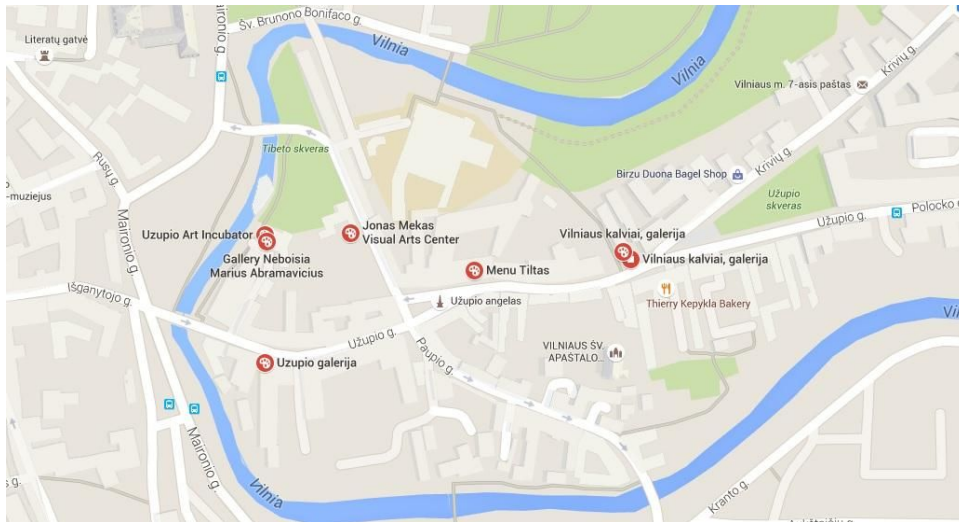 Šv. Brunono Bonifaco g.
Literatų gatvė
Maironio g.
Vilnia
Vilnia
Krivių g.
Vilniaus m. 7-asis paštas
Tibeto skveras
Rusų g.
Krivių g.
Birzu Duona Bagel Shop
-muziejus
Užupio
skveras
Maironio g.
Užupio g.
Polocko
Jonas Mekas
Visual Arts Center
Uzupio Art Incubator
Vilniaus kalviai, galerija
Gallery Neboisia
Marius Abramavicius
Vilniaus kalviai, galerija
Menu Tiltas
Išganytojo g.
Užupio angelas
Thierry Kepykla Bakery
Užupio g.
Paupio g.
VILNIAUS ŠV.
APAŠTALO...
Uzupio galerija
Maironio g.
Vilnia
Kranto g.